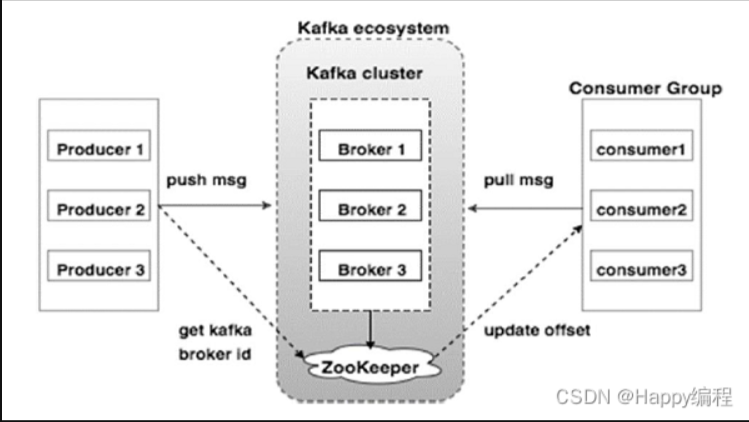 Kafka ecosystem
Kafka cluster
Consumer Group
Producer 1
Producer 2
Producer 3
push msg
Broker 1
Broker 2
Broker 3
pull msg
consumer1
consumer2
consumer3
get kafka
broker id
ZooKeeper
update offset
CSDN @Happy编程